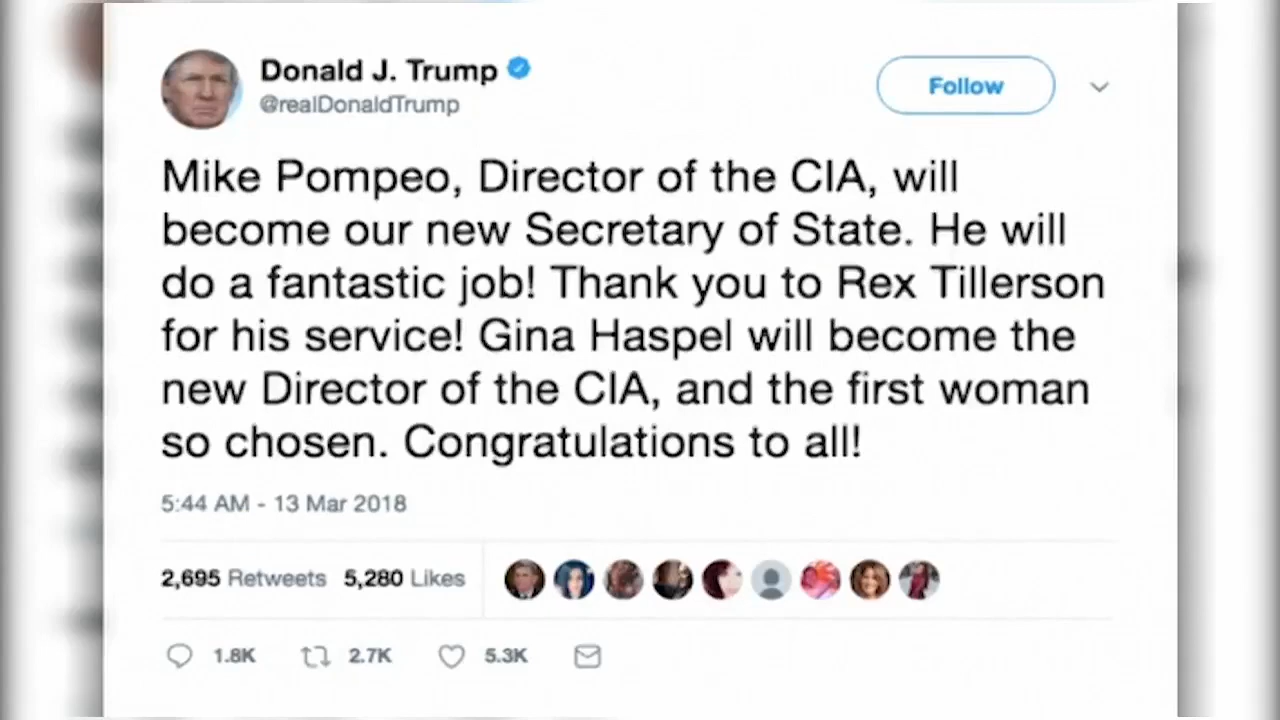 Donald J. Trump
@realDonaldTrump
Follow
Mike Pompeo, Director of the CIA, will
become our new Secretary of State. He will
do a fantastic job! Thank you to Rex Tillerson
for his service! Gina Haspel will become the
new Director of the CIA, and the first woman
so chosen. Congratulations to all!
5:44 AM - 13 Mar 2018
2,695 Retweets 5,280 Likes
1.8K 2.7K 5.3K